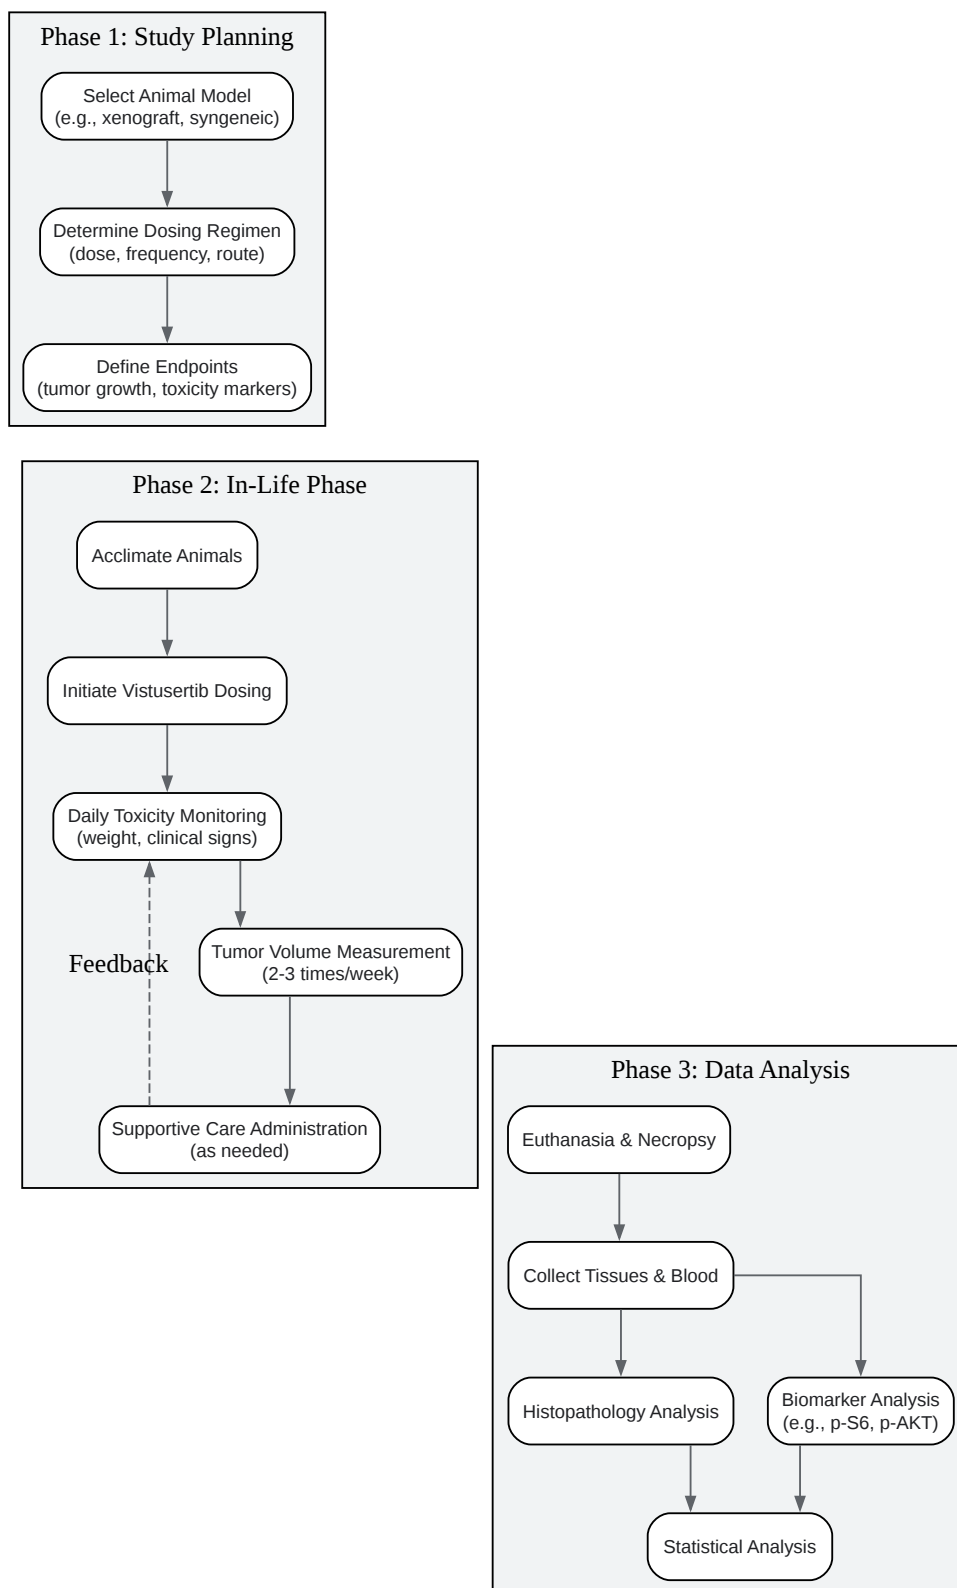 Phase 1: Study Planning
Select Animal Model
(e.g., xenograft, syngeneic)
Determine Dosing Regimen
(dose, frequency, route)
Define Endpoints
(tumor growth, toxicity markers)
Phase 2: In-Life Phase
Acclimate Animals
Initiate Vistusertib Dosing
Daily Toxicity Monitoring
(weight, clinical signs)
Feedback
Tumor Volume Measurement
(2-3 times/week)
Supportive Care Administration
(as needed)
Phase 3: Data Analysis
Euthanasia & Necropsy
Collect Tissues & Blood
Histopathology Analysis
Biomarker Analysis
(e.g., p-S6, p-AKT)
Statistical Analysis